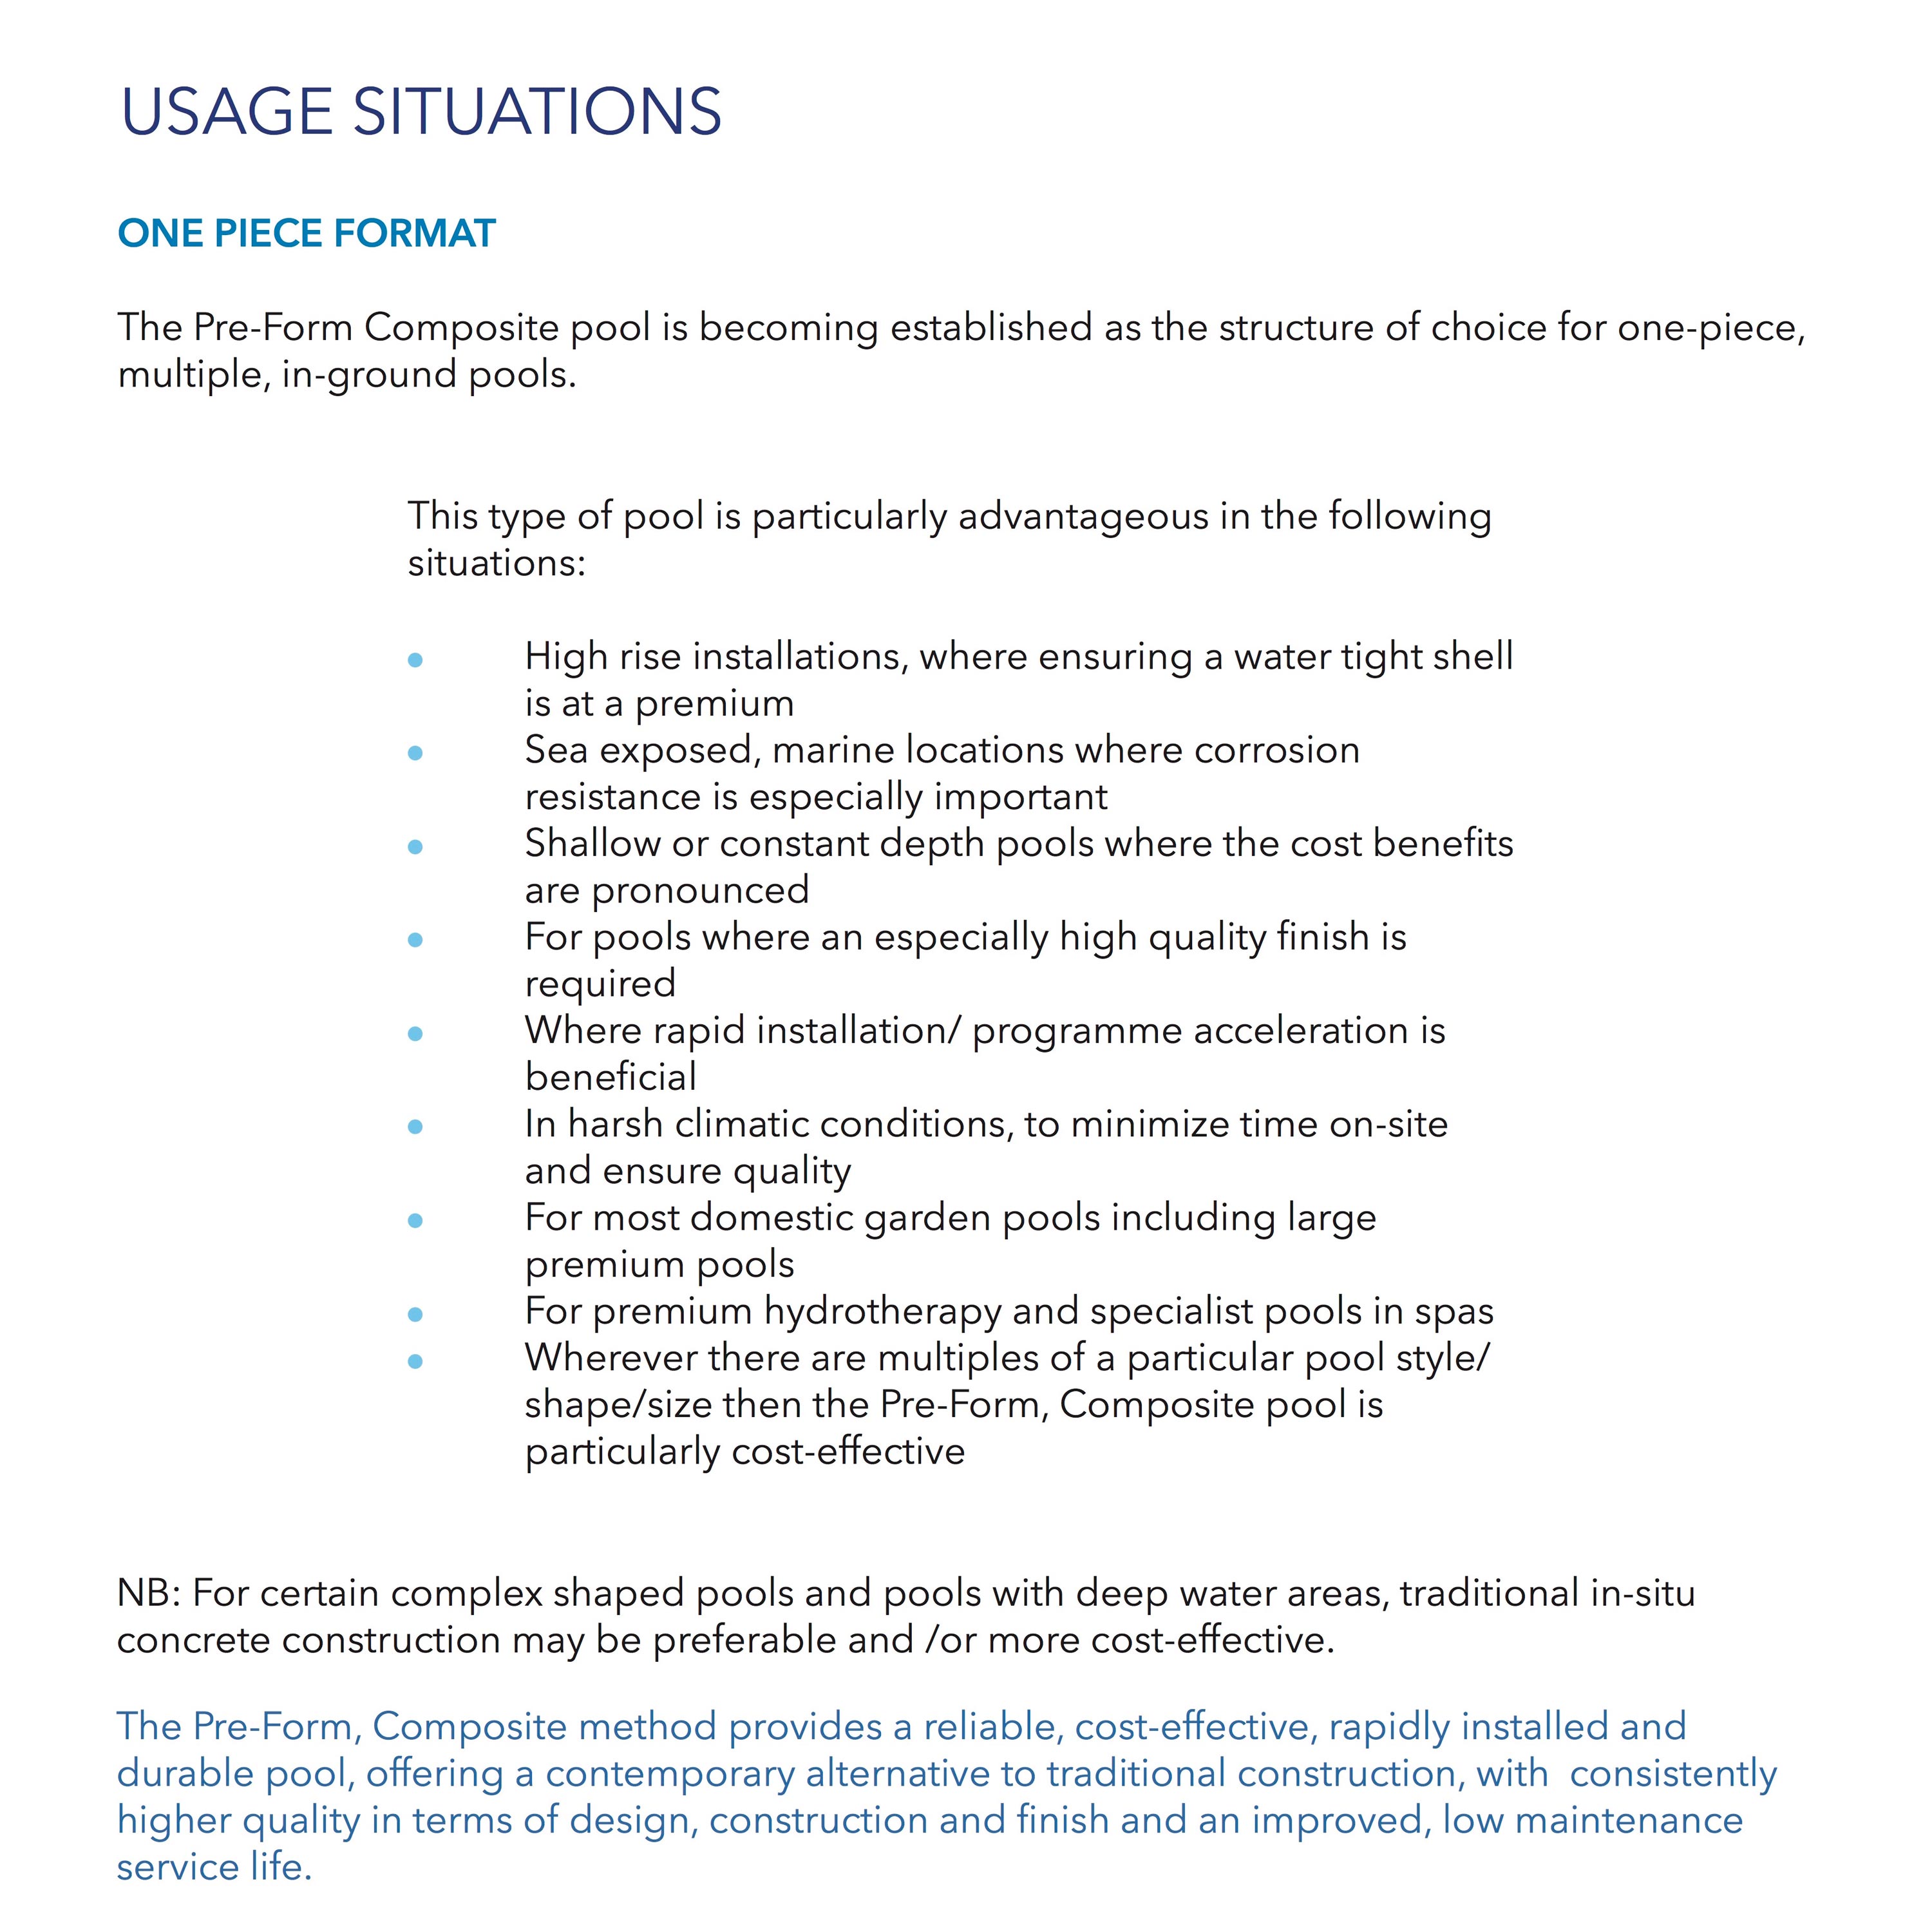 USAGE SITUATIONS
ONE PIECE FORMAT
The Pre-Form Composite pool is becoming established as the structure of choice for one-piece,
multiple, in-ground pools.
This type of pool is particularly advantageous in the following
situations:
• High rise installations, where ensuring a water tight shell
is at a premium
• Sea exposed, marine locations where corrosion
resistance is especially important
• Shallow or constant depth pools where the cost benefits
are pronounced
• For pools where an especially high quality finish is
required
• Where rapid installation/ programme acceleration is
beneficial
• In harsh climatic conditions, to minimize time on-site
and ensure quality
• For most domestic garden pools including large
premium pools
• For premium hydrotherapy and specialist pools in spas
• Wherever there are multiples of a particular pool style/
shape/size then the Pre-Form, Composite pool is
particularly cost-effective
NB: For certain complex shaped pools and pools with deep water areas, traditional in-situ
concrete construction may be preferable and /or more cost-effective.
The Pre-Form, Composite method provides a reliable, cost-effective, rapidly installed and
durable pool, offering a contemporary alternative to traditional construction, with  consistently
higher quality in terms of design, construction and finish and an improved, low maintenance
service life.